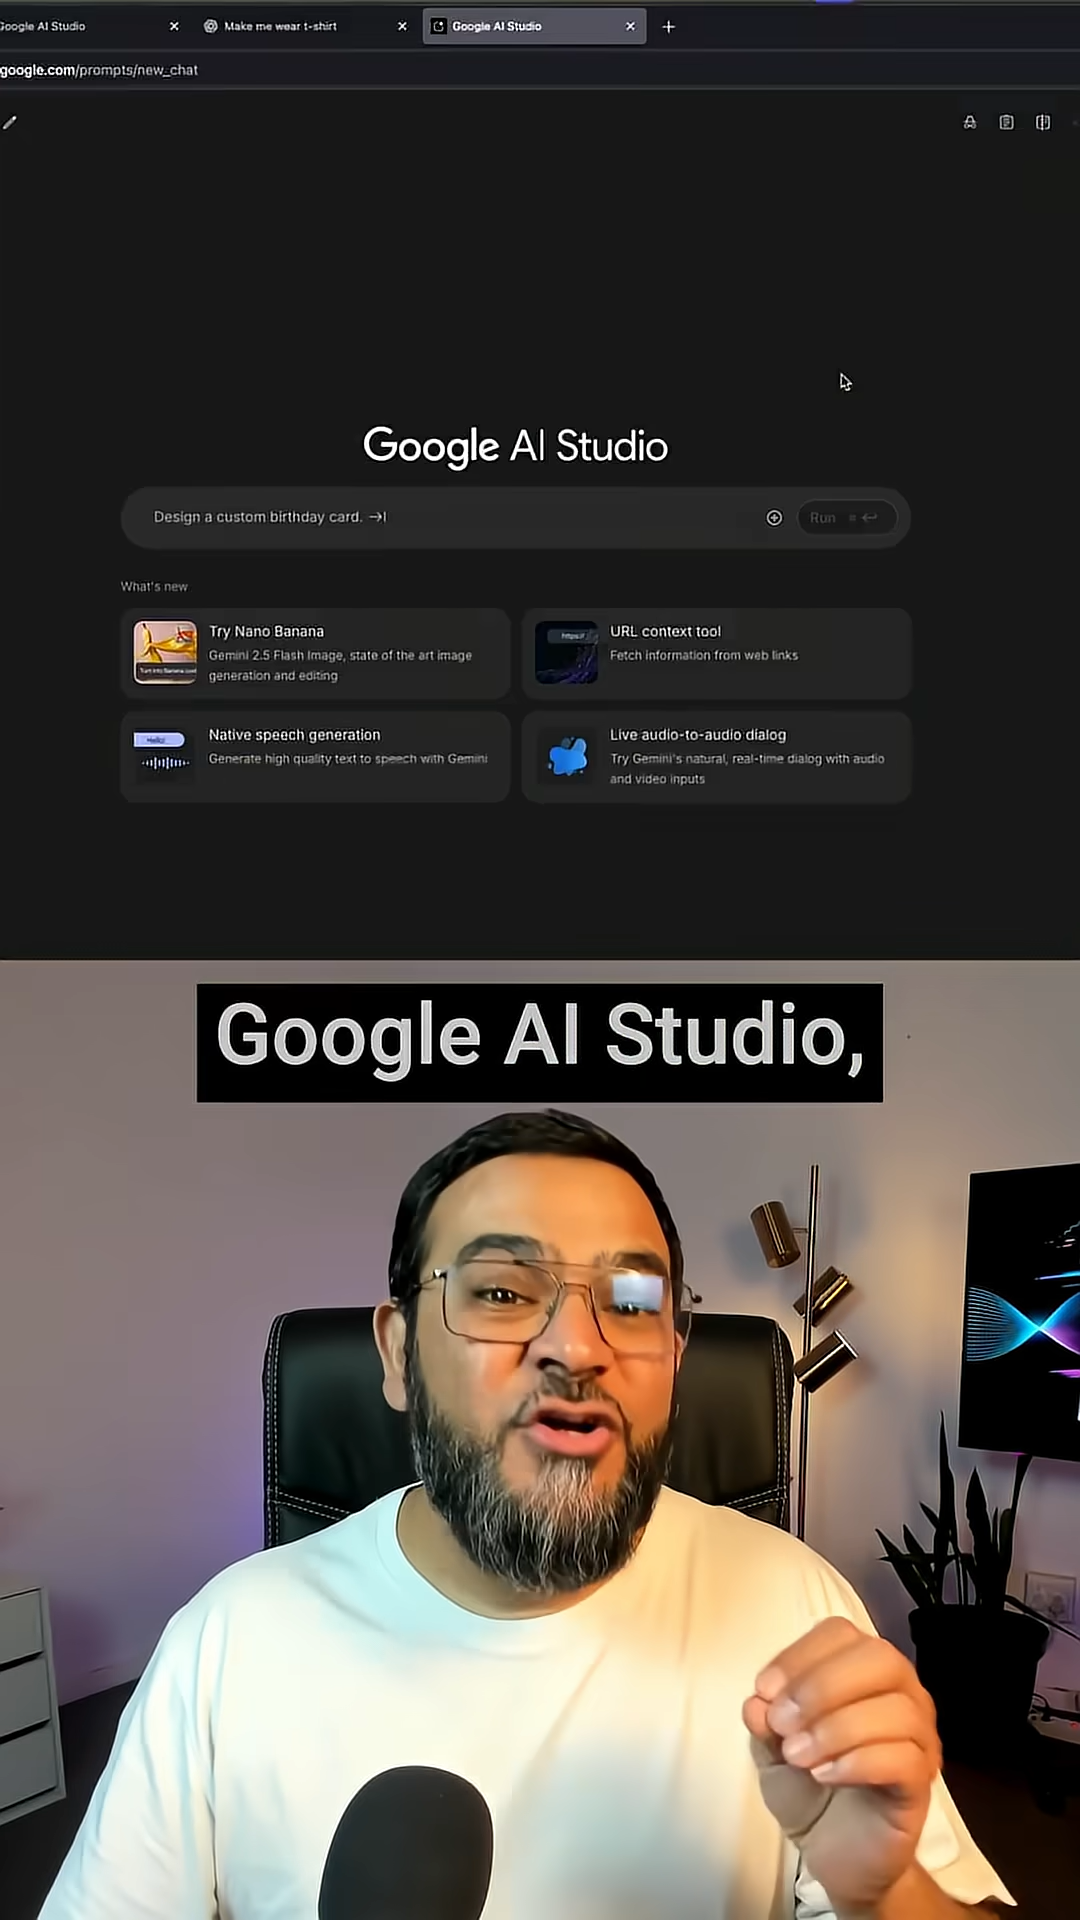 Google AI Studio
Make me wear t-shirt
Google AI Studio
google.com/prompts/new_chat
Google AI Studio
Design a custom birthday card.
Run
What's new
Try Nano Banana
Gemini 2.5 Flash Image, state of the art image
generation and editing
URL context tool
Fetch information from web links
https://
Native speech generation
Generate high quality text to speech with Gemini
Hello!
Live audio-to-audio dialog
Try Gemini's natural, real-time dialog with audio
and video inputs
Google AI Studio,